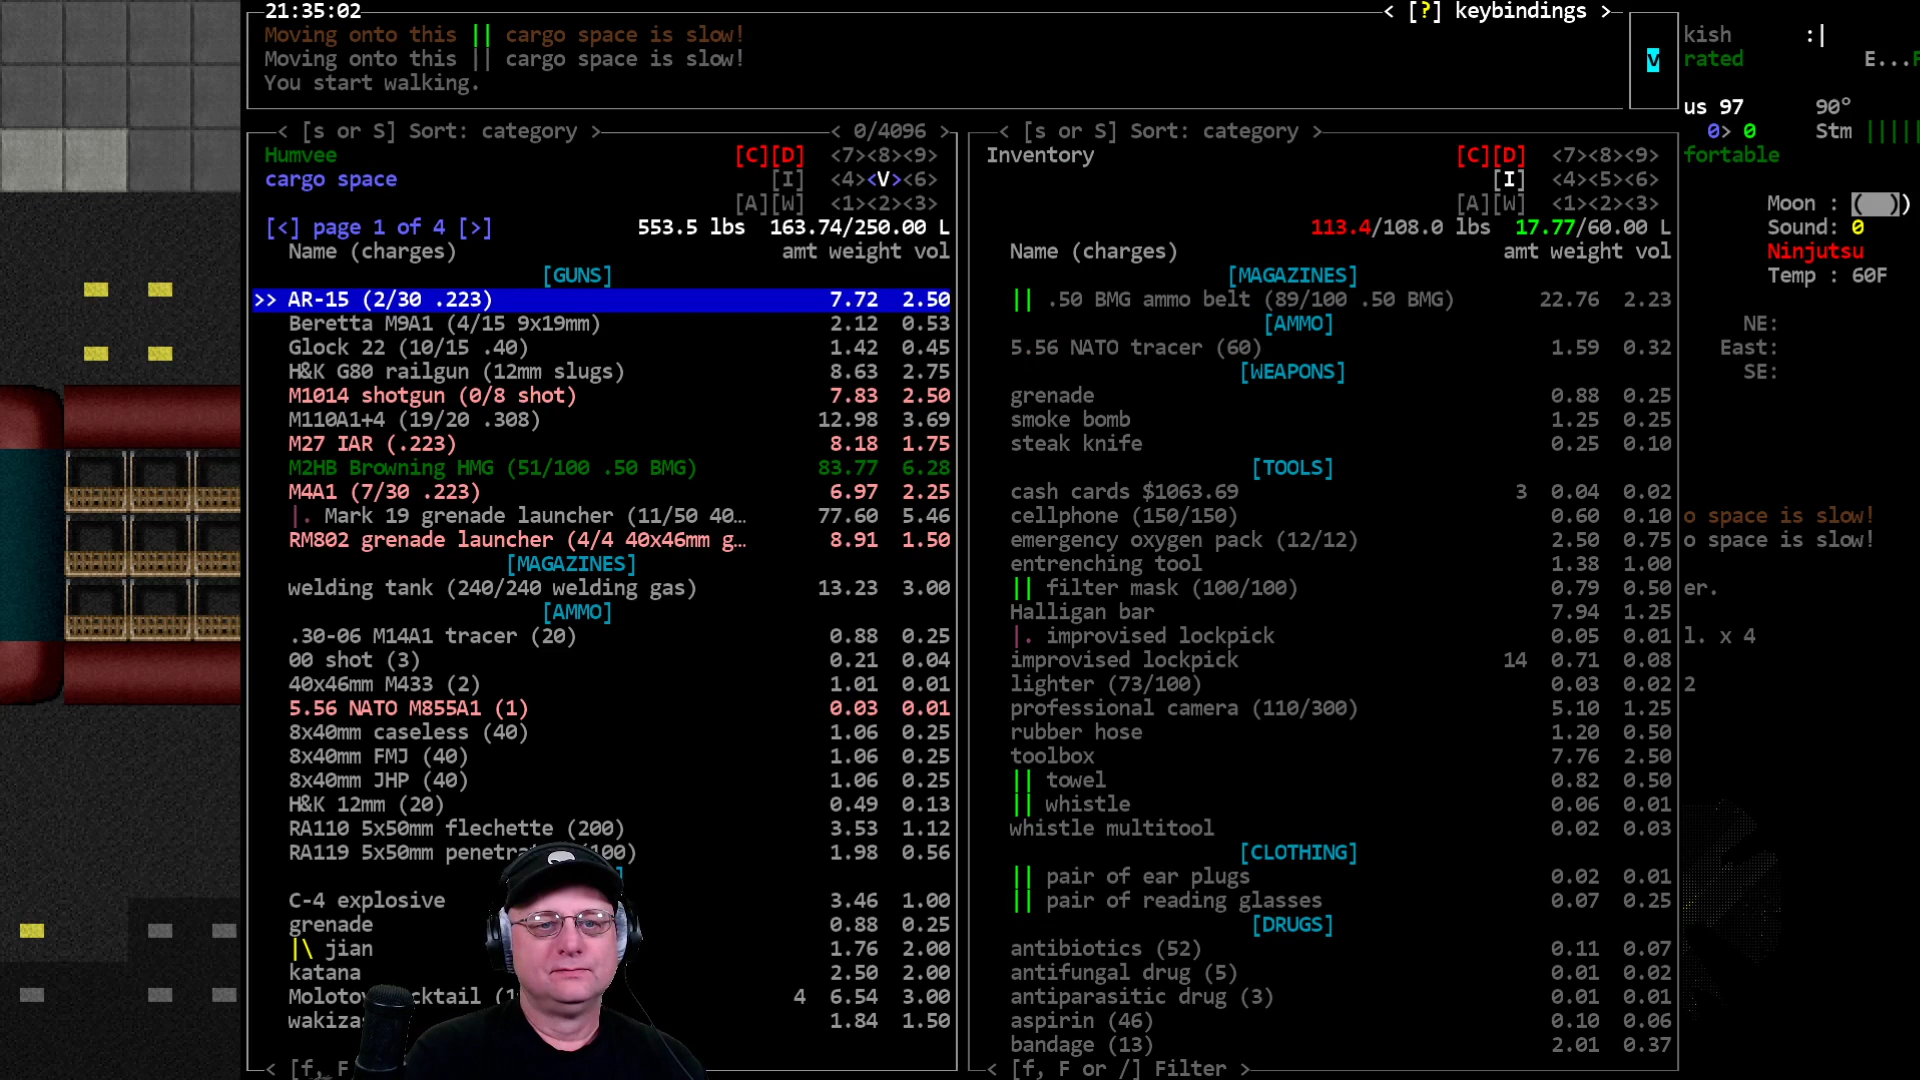 21:35:02
< [?] keybindings >
Moving onto this || cargo space is slow!
Moving onto this || cargo space is slow!
You start walking.
v
kish :|
rated E...F
us 97 90°
0> 0 Stm |||||
fortable
Moon : ( ))
Sound: 0
Ninjutsu
Temp : 60F
NE:
East:
SE:
o space is slow!
o space is slow!
er.
l. x 4
2
< [s or S] Sort: category > < 0/4096 >
Humvee [C][D] <7><8><9>
cargo space [I] <4><V><6>
[A][W] <1><2><3>
[<] page 1 of 4 [>] 553.5 lbs 163.74/250.00 L
Name (charges) amt weight vol
[GUNS]
>> AR-15 (2/30 .223) 7.72 2.50
Beretta M9A1 (4/15 9x19mm) 2.12 0.53
Glock 22 (10/15 .40) 1.42 0.45
H&K G80 railgun (12mm slugs) 8.63 2.75
M1014 shotgun (0/8 shot) 7.83 2.50
M110A1+4 (19/20 .308) 12.98 3.69
M27 IAR (.223) 8.18 1.75
M2HB Browning HMG (51/100 .50 BMG) 83.77 6.28
M4A1 (7/30 .223) 6.97 2.25
|. Mark 19 grenade launcher (11/50 40… 77.60 5.46
RM802 grenade launcher (4/4 40x46mm g… 8.91 1.50
[MAGAZINES]
welding tank (240/240 welding gas) 13.23 3.00
[AMMO]
.30-06 M14A1 tracer (20) 0.88 0.25
00 shot (3) 0.21 0.04
40x46mm M433 (2) 1.01 0.01
5.56 NATO M855A1 (1) 0.03 0.01
8x40mm caseless (40) 1.06 0.25
8x40mm FMJ (40) 1.06 0.25
8x40mm JHP (40) 1.06 0.25
H&K 12mm (20) 0.49 0.13
RA110 5x50mm flechette (200) 3.53 1.12
RA119 5x50mm penetra 100) 1.98 0.56
]
C-4 explosive 3.46 1.00
grenade 0.88 0.25
|\ jian 1.76 2.00
katana 2.50 2.00
Moloto cktail (1 4 6.54 3.00
wakiza 1.84 1.50
< [f, F
< [s or S] Sort: category >
Inventory [C][D] <7><8><9>
[I] <4><5><6>
[A][W] <1><2><3>
113.4/108.0 lbs 17.77/60.00 L
Name (charges) amt weight vol
[MAGAZINES]
|| .50 BMG ammo belt (89/100 .50 BMG) 22.76 2.23
[AMMO]
5.56 NATO tracer (60) 1.59 0.32
[WEAPONS]
grenade 0.88 0.25
smoke bomb 1.25 0.25
steak knife 0.25 0.10
[TOOLS]
cash cards $1063.69 3 0.04 0.02
cellphone (150/150) 0.60 0.10
emergency oxygen pack (12/12) 2.50 0.75
entrenching tool 1.38 1.00
|| filter mask (100/100) 0.79 0.50
Halligan bar 7.94 1.25
|. improvised lockpick 0.05 0.01
improvised lockpick 14 0.71 0.08
lighter (73/100) 0.03 0.02
professional camera (110/300) 5.10 1.25
rubber hose 1.20 0.50
toolbox 7.76 2.50
|| towel 0.82 0.50
|| whistle 0.06 0.01
whistle multitool 0.02 0.03
[CLOTHING]
|| pair of ear plugs 0.02 0.01
|| pair of reading glasses 0.07 0.25
[DRUGS]
antibiotics (52) 0.11 0.07
antifungal drug (5) 0.01 0.02
antiparasitic drug (3) 0.01 0.01
aspirin (46) 0.10 0.06
bandage (13) 2.01 0.37
< [f, F or /] Filter >